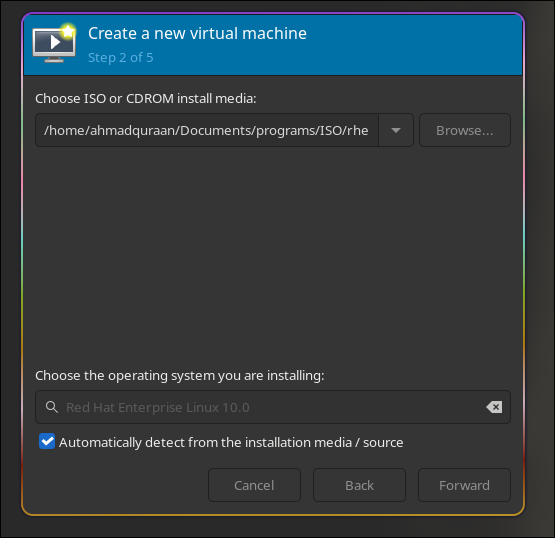 Create a new virtual machine
Step 2 of 5
Choose ISO or CDROM install media:
/home/ahmadquraan/Documents/programs/ISO/rhe
Browse...
Choose the operating system you are installing:
Red Hat Enterprise Linux 10.0
Automatically detect from the installation media / source
Cancel
Back
Forward